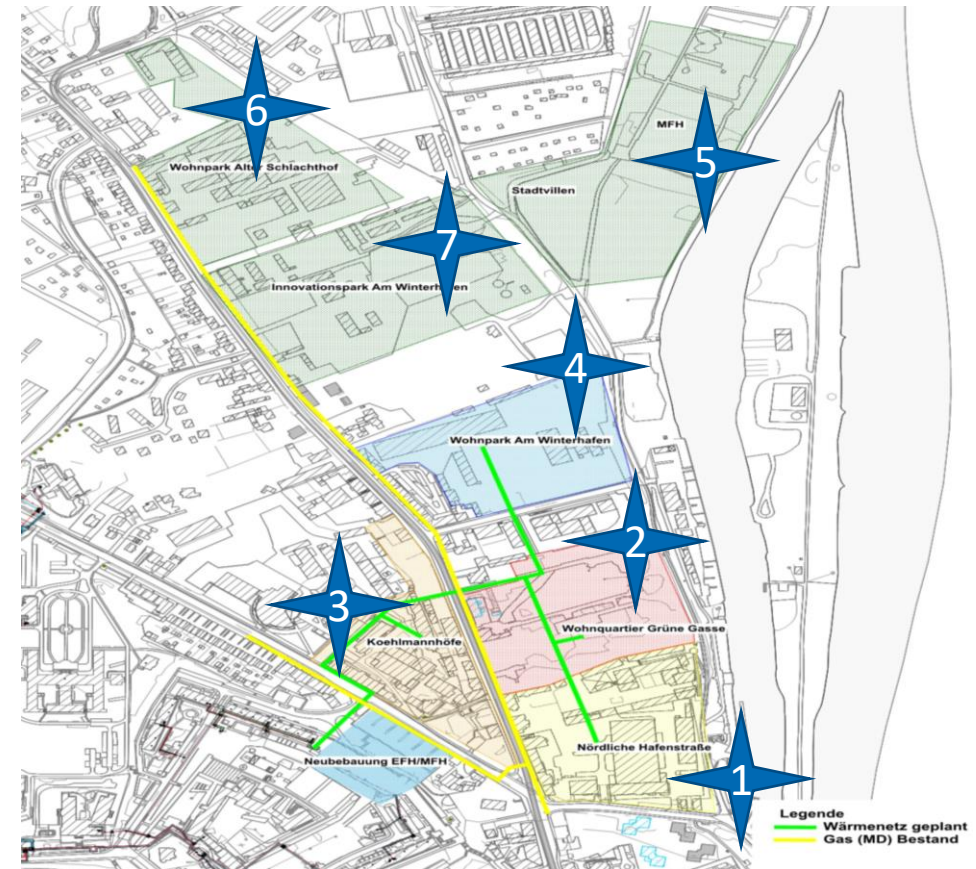 6
MFH
5
Wohnpark Alter Schlachthof
Stadtvillen
7
Innovationspark Am Winterhafen
4
Wohnpark Am Winterhafen
2
3
Wohnquartier Grüne Gasse
Koehlmannhöfe
Nördliche Hafenstraße
Neubebauung EFH/MFH
1
Legende
Wärmenetz geplant
Gas (MD) Bestand